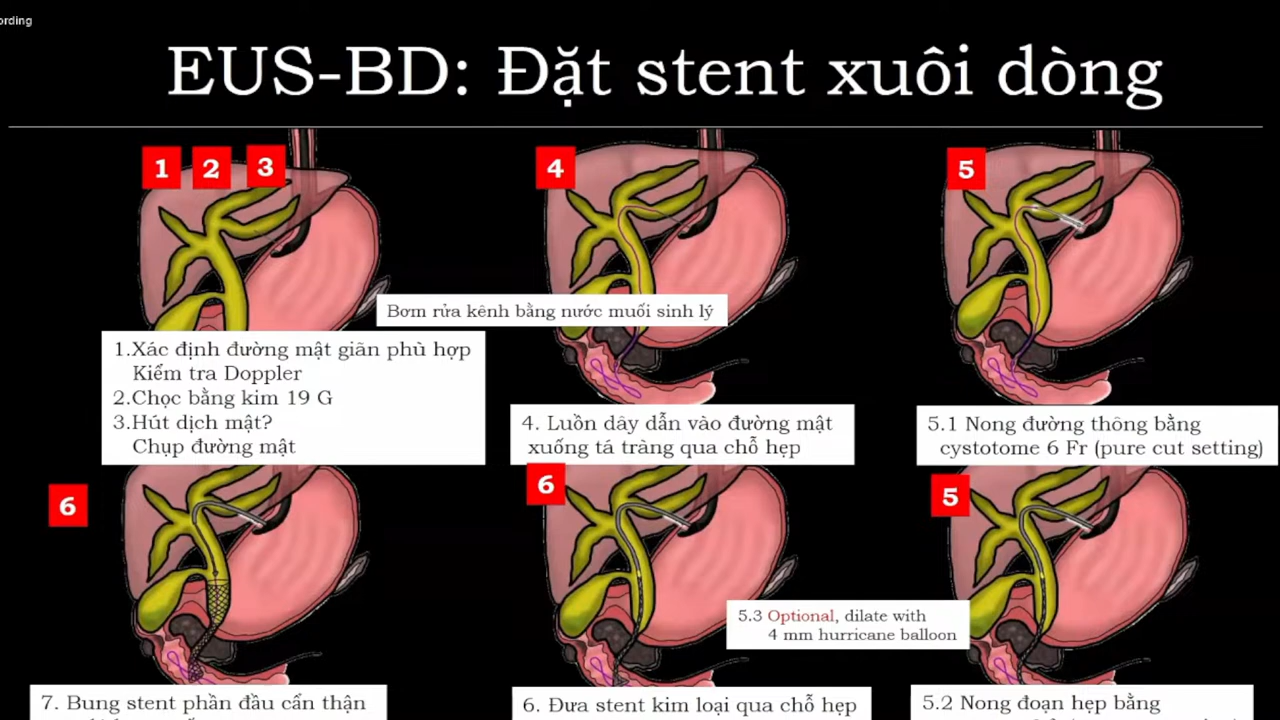 ording
EUS-BD: Đặt stent xuôi dòng
1 2 3
4
5
Bơm rửa kênh bằng nước muối sinh lý
1.Xác định đường mật giãn phù hợp
Kiểm tra Doppler
2.Chọc bằng kim 19 G
3.Hút dịch mật?
Chụp đường mật
4. Luồn dây dẫn vào đường mật
xuống tá tràng qua chỗ hẹp
5.1 Nong đường thông bằng
cystotome 6 Fr (pure cut setting)
6
6
5
5.3 Optional, dilate with
4 mm hurricane balloon
7. Bung stent phần đầu cẩn thận
6. Đưa stent kim loại qua chỗ hẹp
5.2 Nong đoạn hẹp bằng